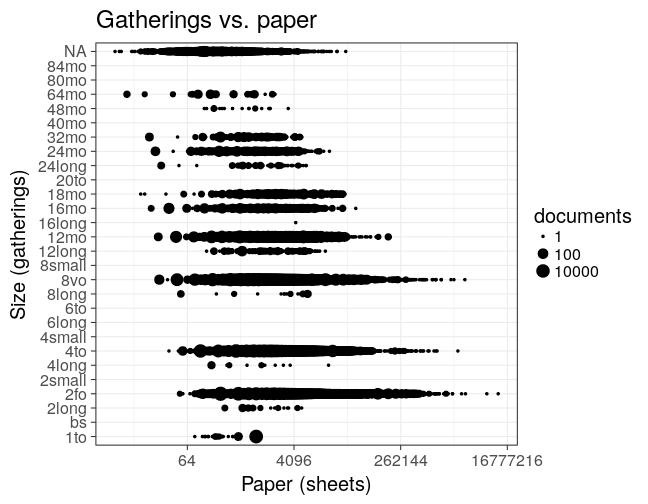 Gatherings vs. paper
NA
84mo
80mo
64mo
48mo
40mo
32mo
24mo
24long
20to
18mo
16mo
16long
12mo
12long
8small
8vo
8long
6to
6long
4small
4to
4long
2small
2fo
2long
bs
1to
Size (gatherings)
64
4096
262144
16777216
Paper (sheets)
documents
1
100
10000